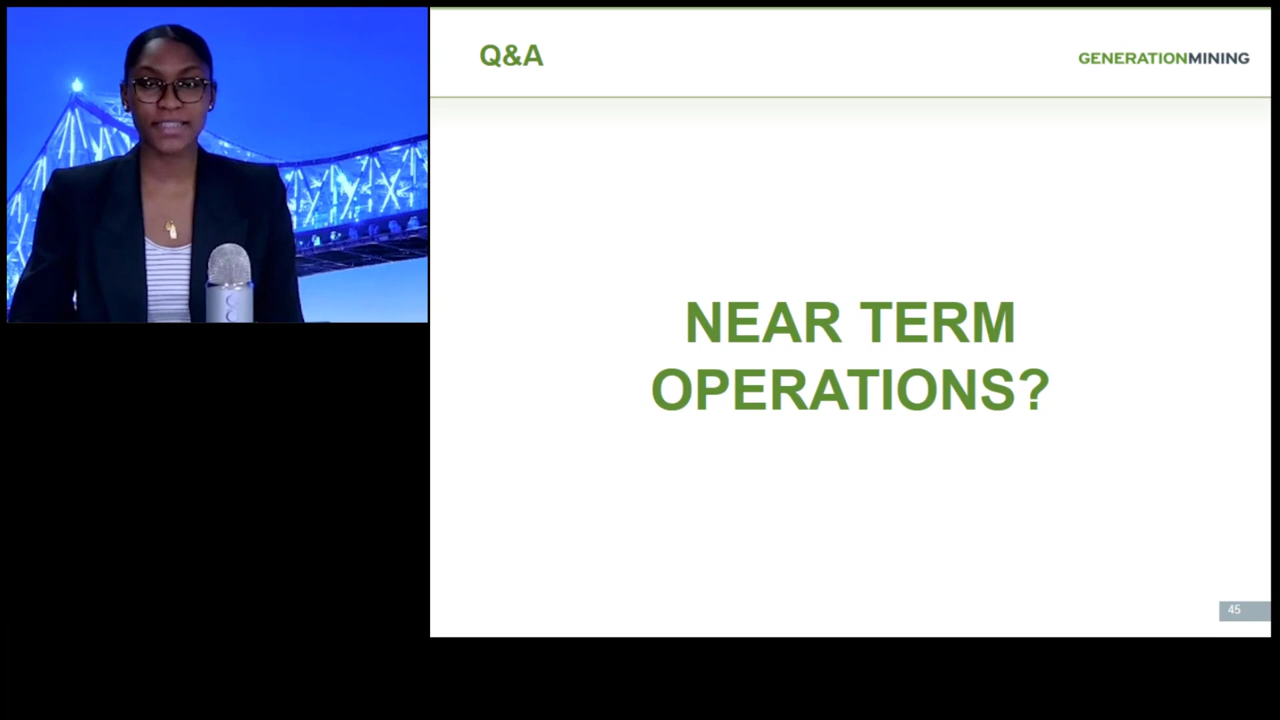 Q&A
GENERATIONMINING
NEAR TERM
OPERATIONS?
45